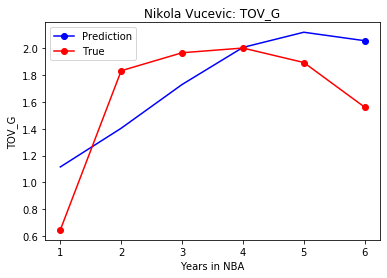 Nikola Vucevic: TOV_G
Prediction
True
2.0
1.8
1.6
1.4
1.2
1.0
0.8
0.6
TOV_G
1 2 3 4 5 6
Years in NBA